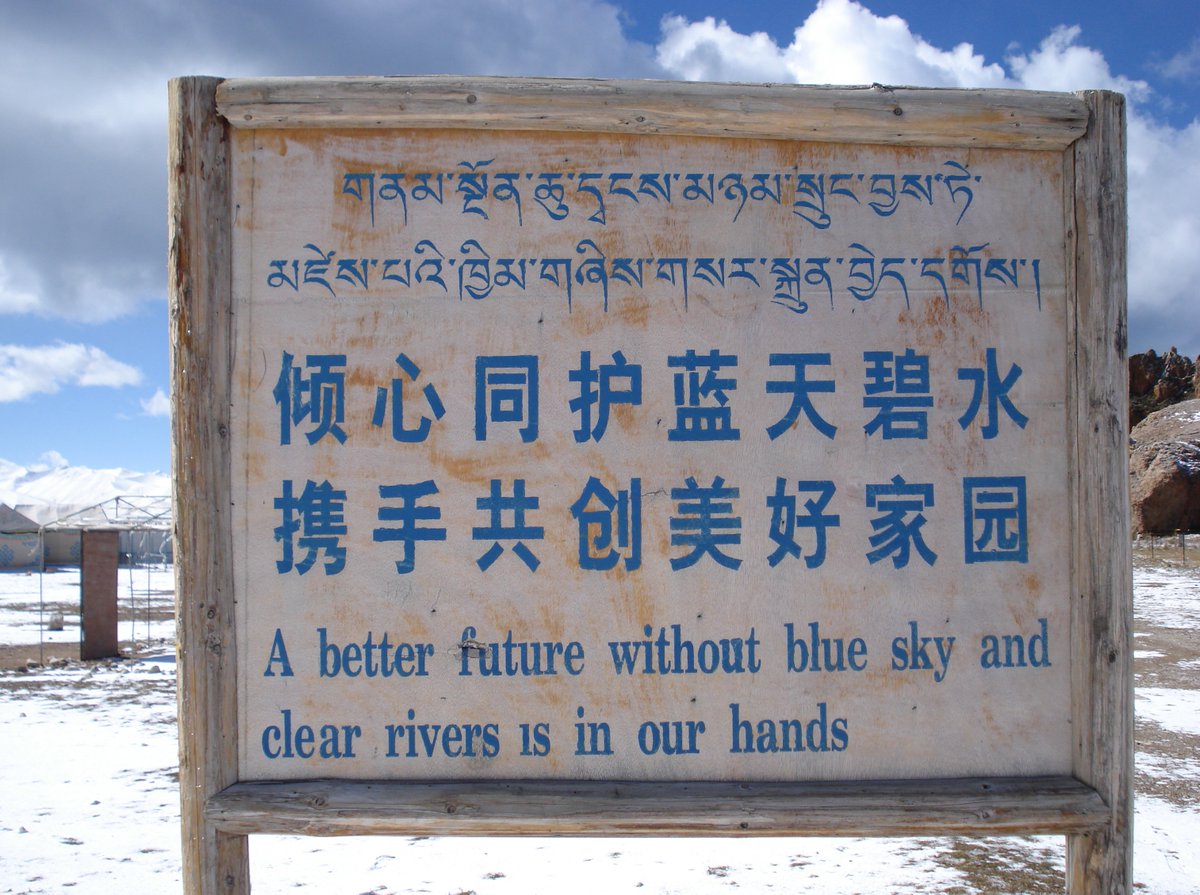 གནམ་སྔོན་ཆུ་དྭངས་མཉམ་སྲུང་བྱས་ཏེ་
མཛེས་པའི་ཁྱིམ་གཞིས་གསར་སྐྲུན་བྱེད་དགོས།
倾心同护蓝天碧水
携手共创美好家园
A better future without blue sky and
clear rivers is in our hands